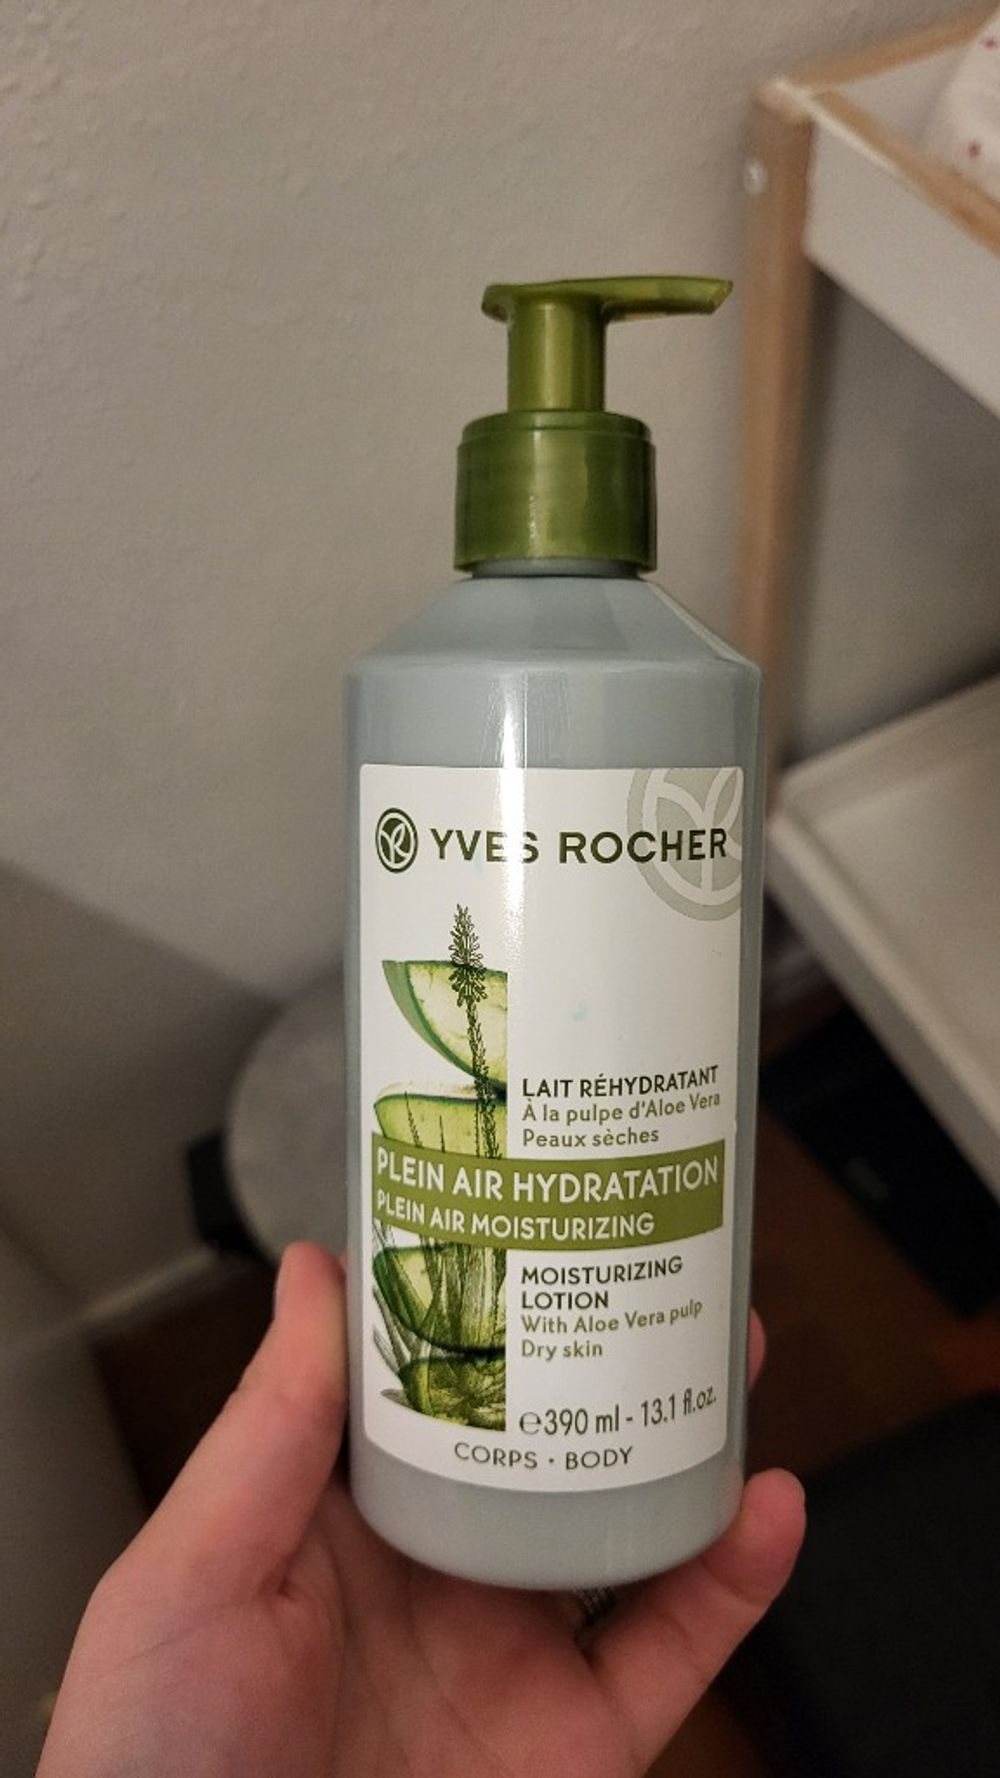 YVES ROCHER
LAIT RÉHYDRATANT
À la pulpe d'Aloe Vera
Peaux sèches
PLEIN AIR HYDRATATION
PLEIN AIR MOISTURIZING
MOISTURIZING
LOTION
With Aloe Vera pulp
Dry skin
℮390 ml - 13.1 fl.oz.
CORPS • BODY